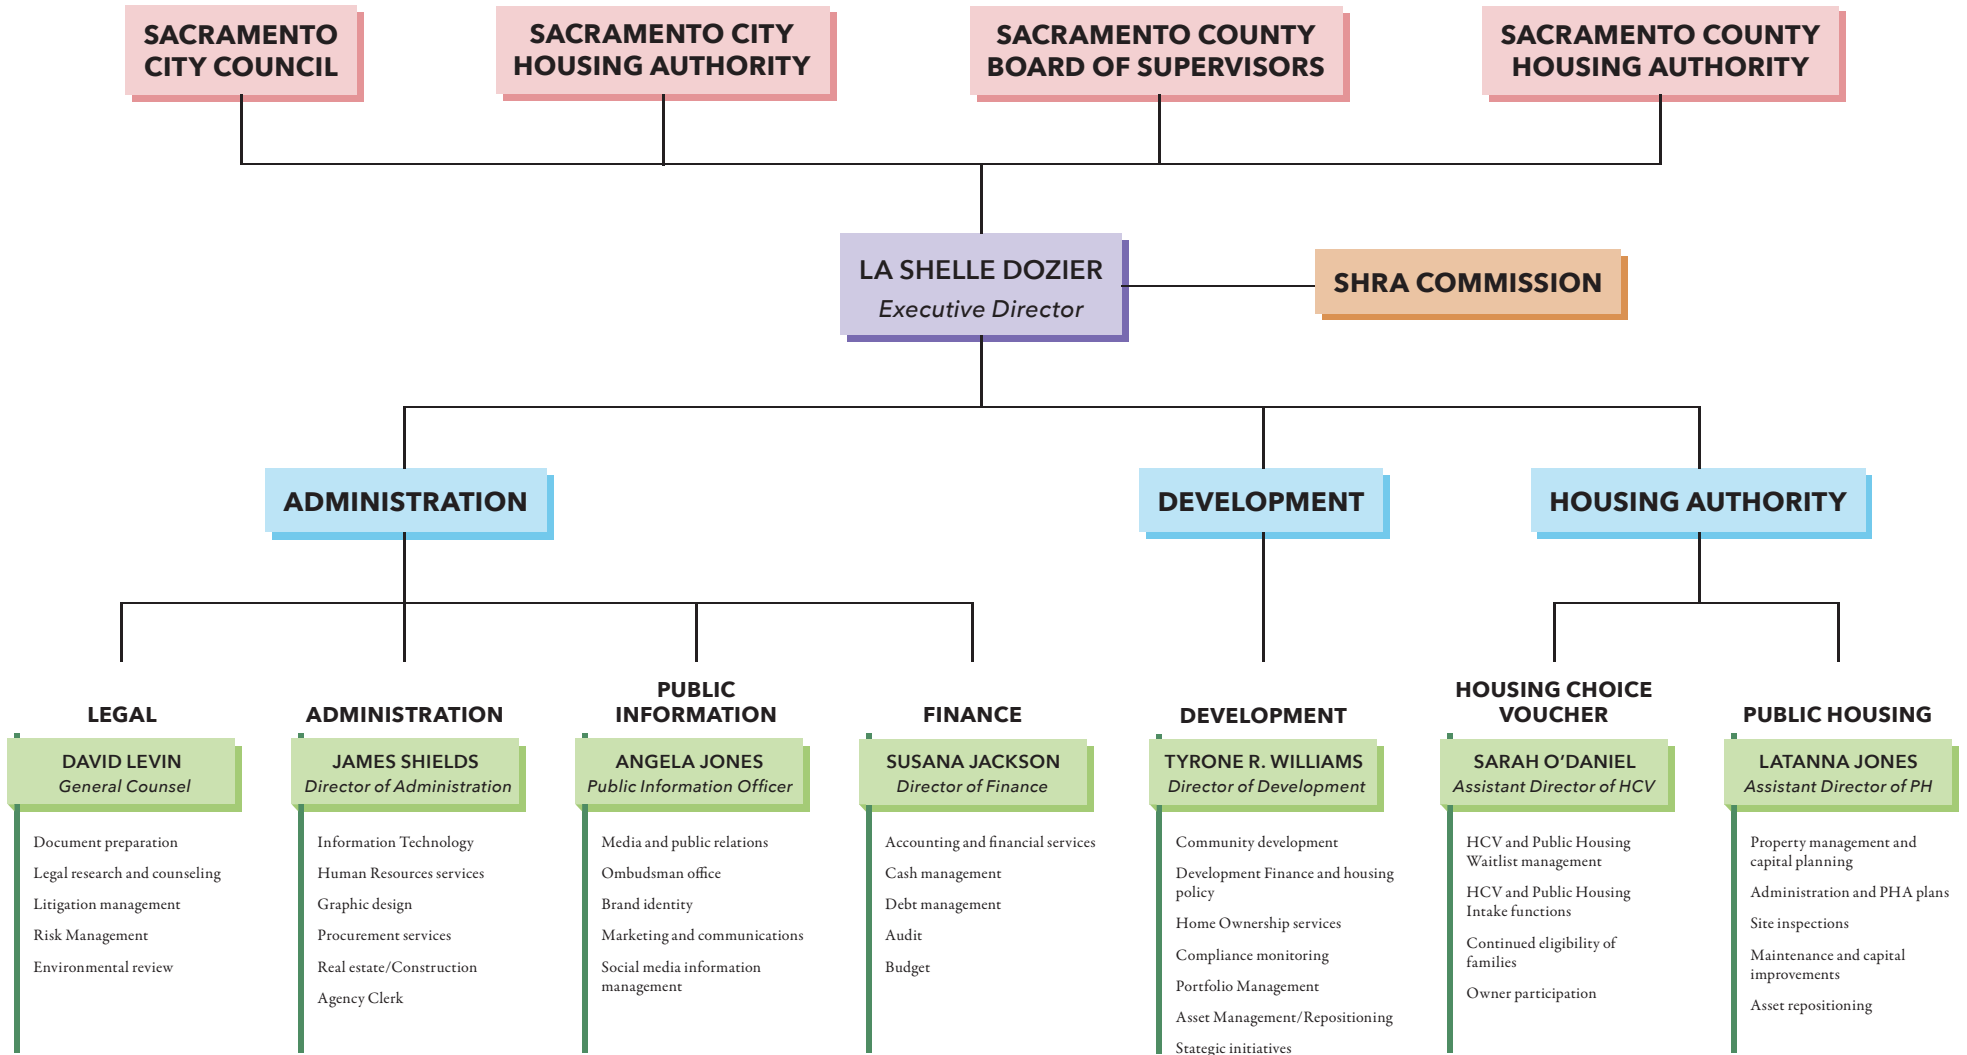 SACRAMENTO
CITY COUNCIL
SACRAMENTO CITY
HOUSING AUTHORITY
SACRAMENTO COUNTY
BOARD OF SUPERVISORS
SACRAMENTO COUNTY
HOUSING AUTHORITY
LA SHELLE DOZIER
Executive Director
SHRA COMMISSION
ADMINISTRATION
DEVELOPMENT
HOUSING AUTHORITY
LEGAL
DAVID LEVIN
General Counsel
Document preparation
Legal research and counseling
Litigation management
Risk Management
Environmental review
ADMINISTRATION
JAMES SHIELDS
Director of Administration
Information Technology
Human Resources services
Graphic design
Procurement services
Real estate/Construction
Agency Clerk
PUBLIC
INFORMATION
ANGELA JONES
Public Information Officer
Media and public relations
Ombudsman office
Brand identity
Marketing and communications
Social media information
management
FINANCE
SUSANA JACKSON
Director of Finance
Accounting and financial services
Cash management
Debt management
Audit
Budget
DEVELOPMENT
TYRONE R. WILLIAMS
Director of Development
Community development
Development Finance and housing
policy
Home Ownership services
Compliance monitoring
Portfolio Management
Asset Management/Repositioning
Stategic initiatives
HOUSING CHOICE
VOUCHER
SARAH O’DANIEL
Assistant Director of HCV
HCV and Public Housing
Waitlist management
HCV and Public Housing
Intake functions
Continued eligibility of
families
Owner participation
PUBLIC HOUSING
LATANNA JONES
Assistant Director of PH
Property management and
capital planning
Administration and PHA plans
Site inspections
Maintenance and capital
improvements
Asset repositioning